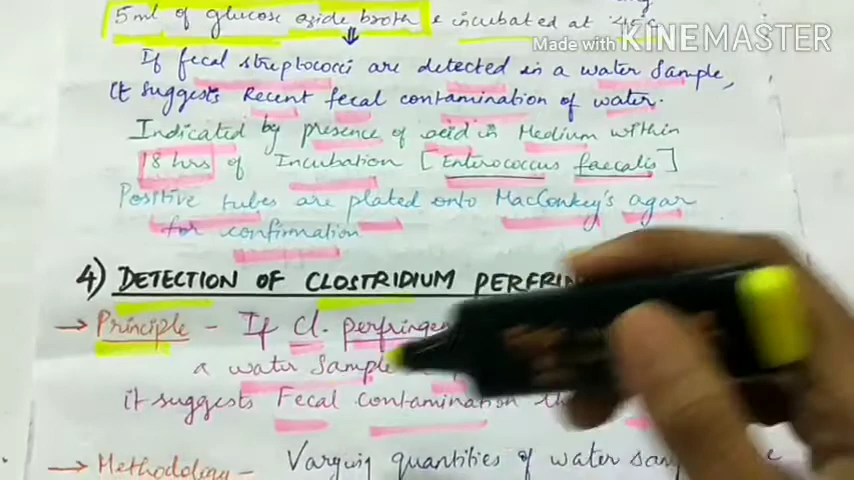 5ml of glucose azide broth & incubated at 45°c
Made with KINEMASTER
If fecal streptococci are detected in a water sample,
It suggests Recent fecal contamination of water.
Indicated by presence of acid in Medium within
18 hrs of Incubation [Enterococcus faecalis]
Positive tubes are plated onto MacConkey's agar
for confirmation
4) DETECTION OF CLOSTRIDIUM PERFRIN
→ Principle - If Cl. perfringen
a water Sample
it suggests Fecal contamination
→ Methodology - Varying quantities of water sam